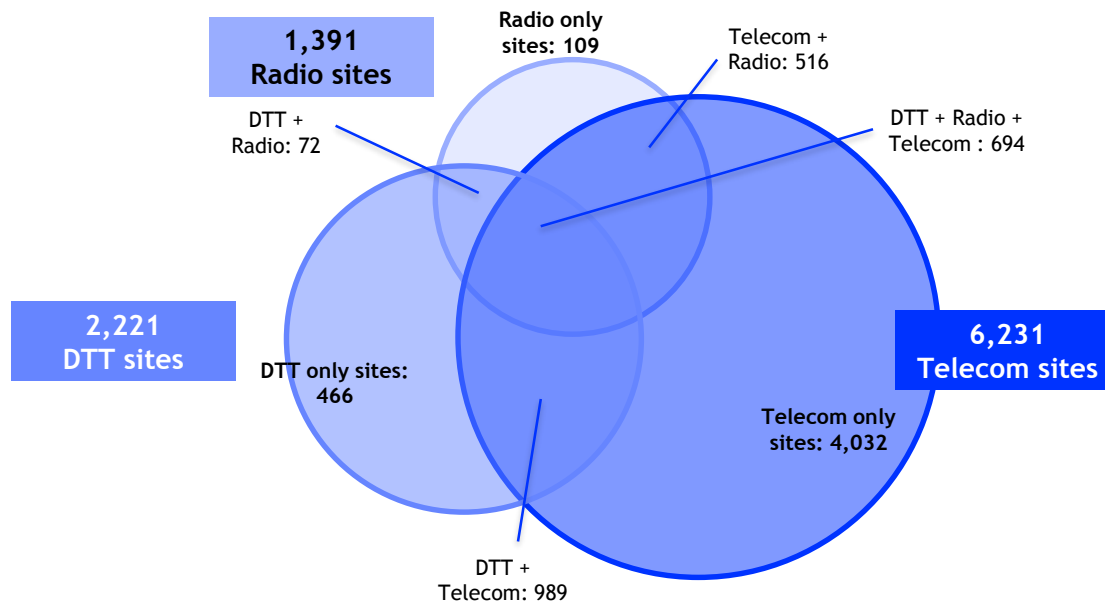 Radio only
sites: 109
1,391
Radio sites
Telecom +
Radio: 516
DTT +
Radio: 72
DTT + Radio +
Telecom : 694
2,221
DTT sites
6,231
Telecom sites
DTT only sites:
466
Telecom only
sites: 4,032
DTT +
Telecom: 989